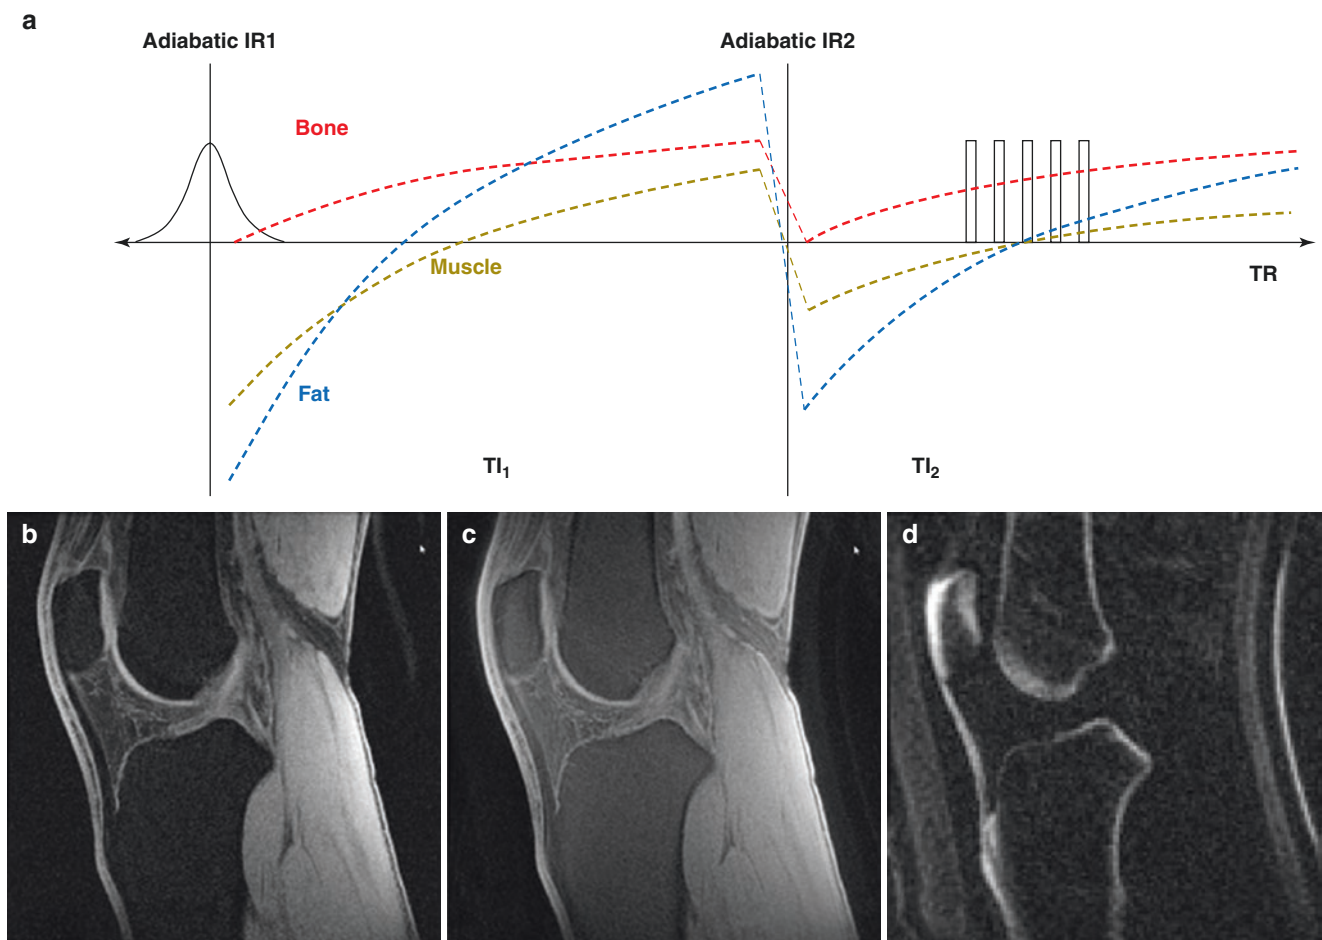 a
Adiabatic IR1
Adiabatic IR2
Bone
Muscle
TR
Fat
TI₁
TI₂
b
c
d